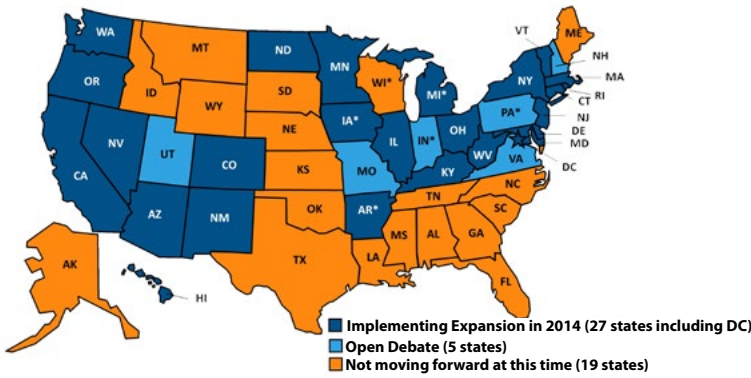 WA
MT
ND
MN
VT
ME
OR
ID
SD
WI*
MI*
NY
NH
MA
RI
CT
WY
IA*
PA*
NJ
NV
NE
IL
IN*
OH
DE
MD
UT
CO
WV
VA
DC
CA
KS
MO
KY
AZ
NM
OK
AR*
TN
NC
SC
TX
LA
MS
AL
GA
FL
AK
HI
Implementing Expansion in 2014 (27 states including DC)
Open Debate (5 states)
Not moving forward at this time (19 states)